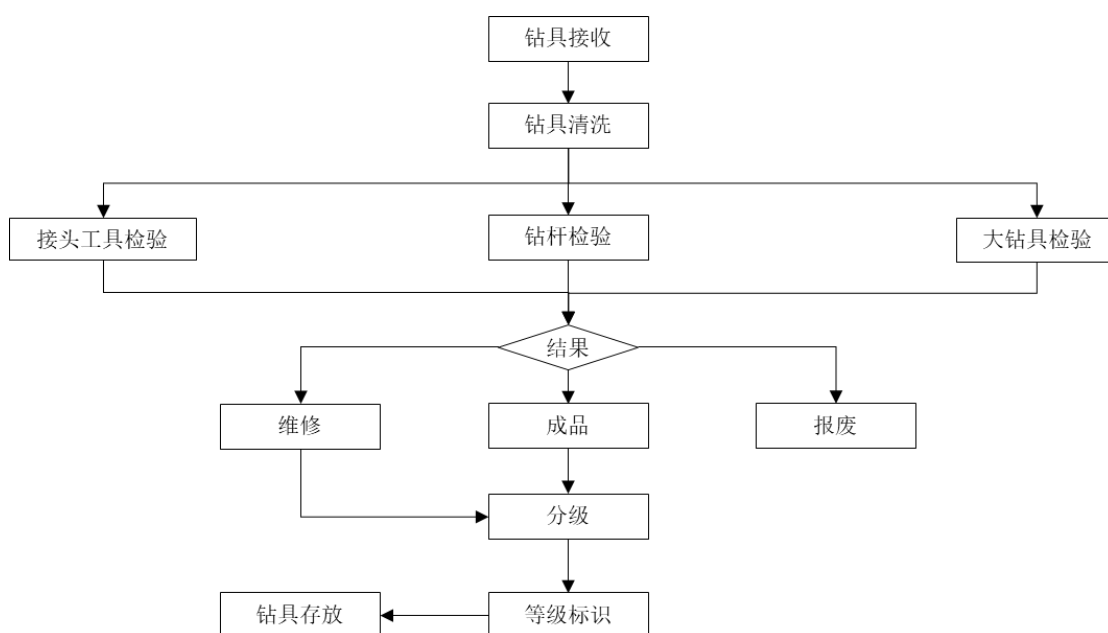 钻具接收
钻具清洗
接头工具检验
钻杆检验
大钻具检验
结果
维修
成品
报废
分级
钻具存放
等级标识